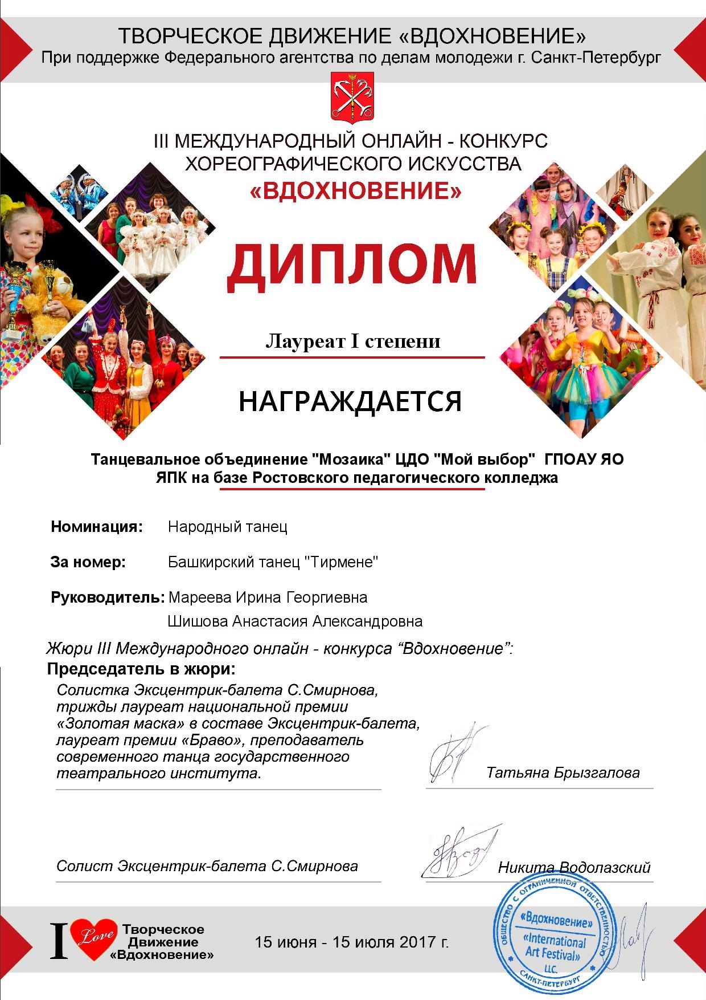 ТВОРЧЕСКОЕ ДВИЖЕНИЕ «ВДОХНОВЕНИЕ»
При поддержке Федерального агентства по делам молодежи г. Санкт-Петербург
III МЕЖДУНАРОДНЫЙ ОНЛАЙН - КОНКУРС
ХОРЕОГРАФИЧЕСКОГО ИСКУССТВА
«ВДОХНОВЕНИЕ»
ДИПЛОМ
Лауреат I степени
НАГРАЖДАЕТСЯ
Танцевальное объединение "Мозаика" ЦДО "Мой выбор" ГПОАУ ЯО
ЯПК на базе Ростовского педагогического колледжа
Номинация: Народный танец
За номер: Башкирский танец "Тирмене"
Руководитель: Мареева Ирина Георгиевна
Шишова Анастасия Александровна
Жюри III Международного онлайн - конкурса “Вдохновение”:
Председатель в жюри:
Солистка Эксцентрик-балета С.Смирнова,
трижды лауреат национальной премии
«Золотая маска» в составе Эксцентрик-балета,
лауреат премии «Браво», преподаватель
современного танца государственного
театрального института.
Татьяна Брызгалова
Солист Эксцентрик-балета С.Смирнова
Никита Водолазский
I Love Творческое
Движение
«Вдохновение»
15 июня - 15 июля 2017 г.
ОБЩЕСТВО С ОГРАНИЧЕННОЙ ОТВЕТСТВЕННОСТЬЮ
«Вдохновение»
«International
Art Festival»
LLC.
САНКТ-ПЕТЕРБУРГ